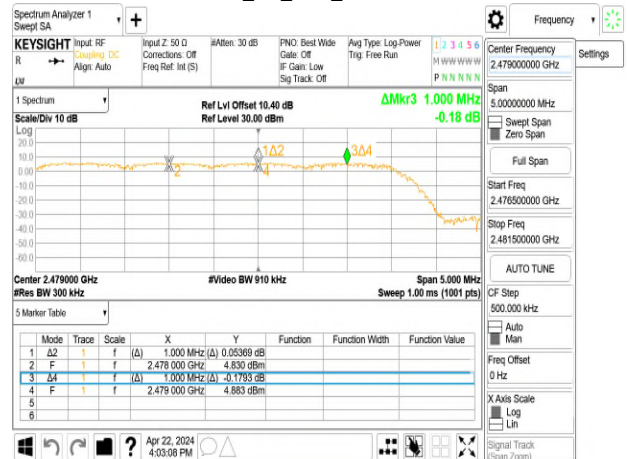 Spectrum Analyzer 1
Swept SA
+
Frequency
KEYSIGHT
R
Input: RF
Coupling: DC
Align: Auto
Input Z: 50 Ω
Corrections: Off
Freq Ref: Int (S)
#Atten: 30 dB
PNO: Best Wide
Gate: Off
IF Gain: Low
Sig Track: Off
Avg Type: Log-Power
Trig: Free Run
1 2 3 4 5 6
M W W W W W
P N N N N N
Center Frequency
2.479000000 GHz
Settings
Span
5.00000000 MHz
Swept Span
Zero Span
Full Span
Start Freq
2.476500000 GHz
Stop Freq
2.481500000 GHz
AUTO TUNE
CF Step
500.000 kHz
Auto
Man
Freq Offset
0 Hz
X Axis Scale
Log
Lin
Signal Track
(Span Zoom)
1 Spectrum
Scale/Div 10 dB
Ref Lvl Offset 10.40 dB
Ref Level 30.00 dBm
ΔMkr3 1.000 MHz
-0.18 dB
Log
20.0
10.0
0.00
-10.0
-20.0
-30.0
-40.0
-50.0
-60.0
1Δ2
3Δ4
2
4
Center 2.479000 GHz
#Video BW 910 kHz
Span 5.000 MHz
#Res BW 300 kHz
Sweep 1.00 ms (1001 pts)
5 Marker Table
Mode Trace Scale X Y Function Function Width Function Value
1 Δ2 1 f (Δ) 1.000 MHz (Δ) 0.05369 dB
2 F 1 f 2.478 000 GHz 4.830 dBm
3 Δ4 1 f (Δ) 1.000 MHz (Δ) -0.1793 dB
4 F 1 f 2.479 000 GHz 4.883 dBm
5
6
?
Apr 22, 2024
4:03:08 PM